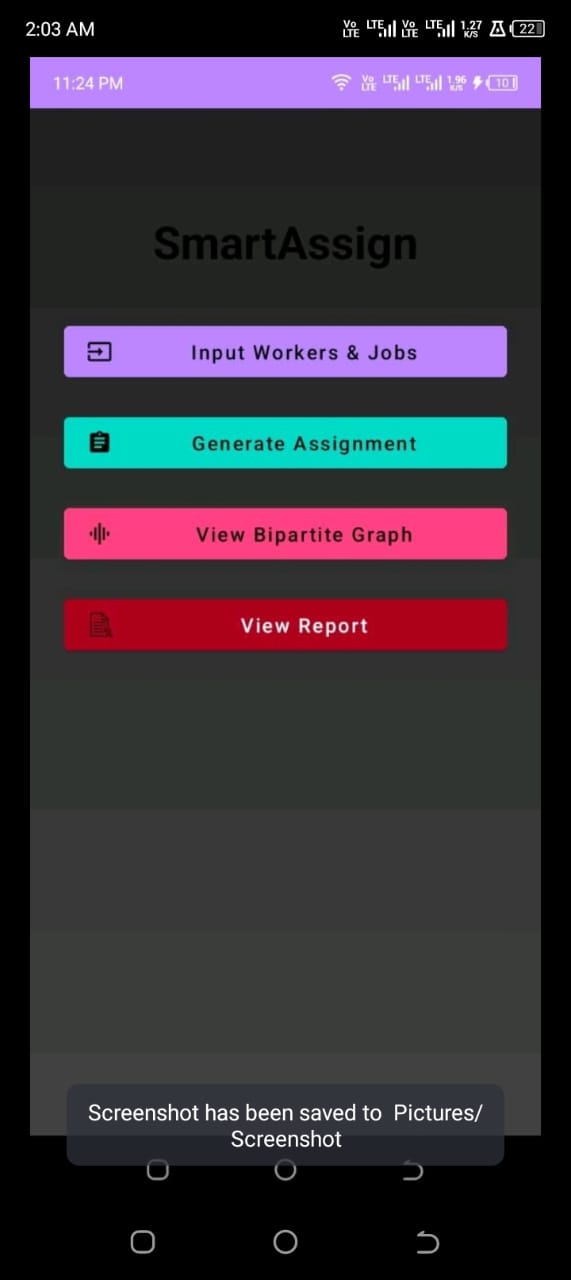 2:03 AM Vo LTE LTE Vo LTE LTE 1.27 K/S 22
11:24 PM Vo LTE LTE LTE 1.96 K/S 10
SmartAssign
Input Workers & Jobs
Generate Assignment
View Bipartite Graph
View Report
Screenshot has been saved to Pictures/
Screenshot